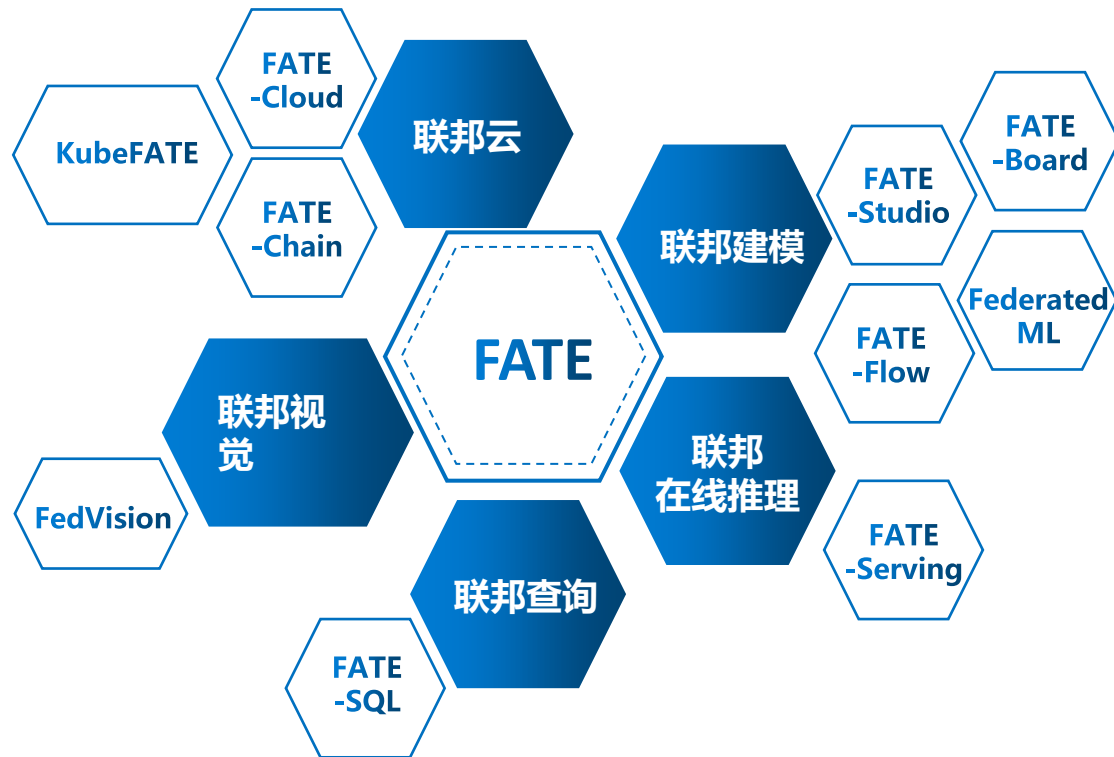 FATE
-Cloud
KubeFATE
FATE
-Chain
联邦云
联邦建模
FATE
-Studio
FATE
-Board
FATE
-Flow
Federated
ML
FATE
联邦视
觉
FedVision
联邦
在线推理
FATE
-Serving
联邦查询
FATE
-SQL